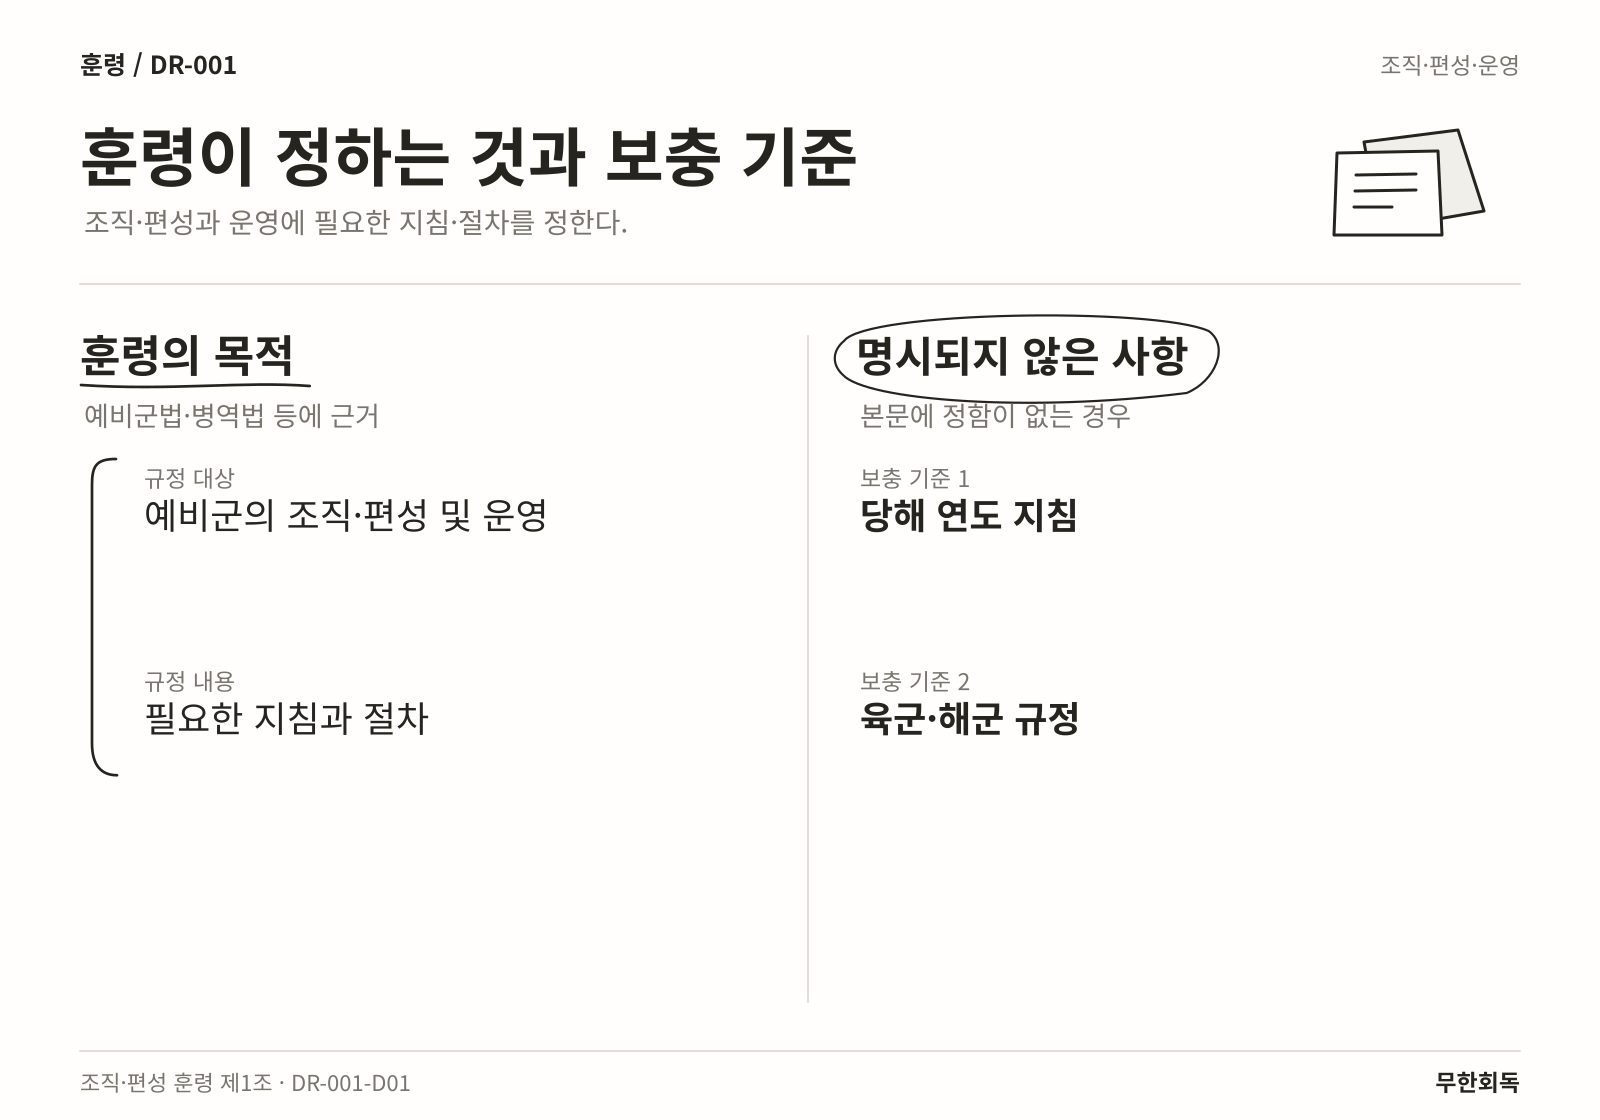 훈령 / DR-001
조직·편성·운영
훈령이 정하는 것과 보충 기준
조직·편성과 운영에 필요한 지침·절차를 정한다.
훈령의 목적
예비군법·병역법 등에 근거
규정 대상
예비군의 조직·편성 및 운영
규정 내용
필요한 지침과 절차
명시되지 않은 사항
본문에 정함이 없는 경우
보충 기준 1
당해 연도 지침
보충 기준 2
육군·해군 규정
조직·편성 훈령 제1조 · DR-001-D01
무한회독